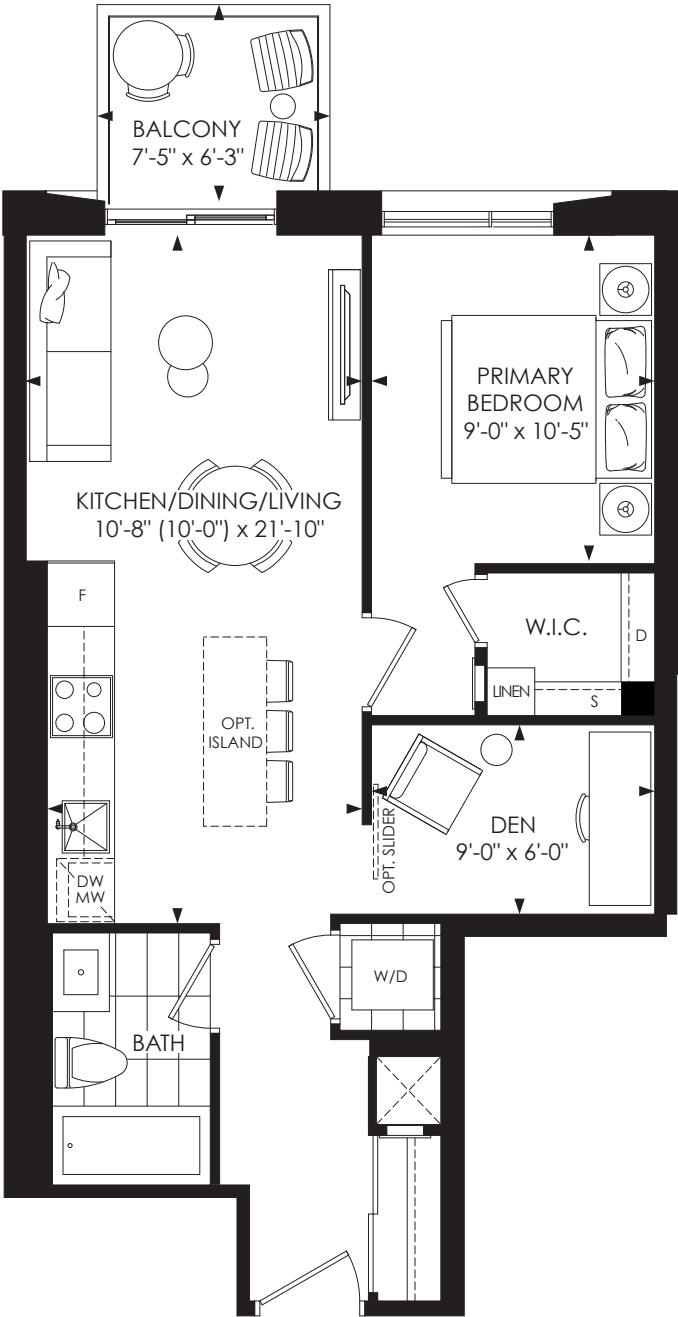 BALCONY
7'-5" x 6'-3"
PRIMARY
BEDROOM
9'-0" x 10'-5"
KITCHEN/DINING/LIVING
10'-8" (10'-0") x 21'-10"
F
W.I.C.
D
LINEN
S
OPT.
ISLAND
OPT. SLIDER
DEN
9'-0" x 6'-0"
DW
MW
W/D
BATH